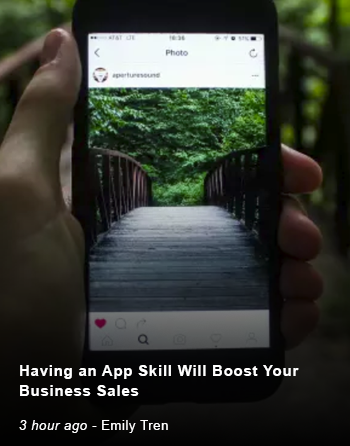 AT&T LTE 18:36 51%
Photo
aperturesound
Having an App Skill Will Boost Your
Business Sales
3 hour ago - Emily Tren